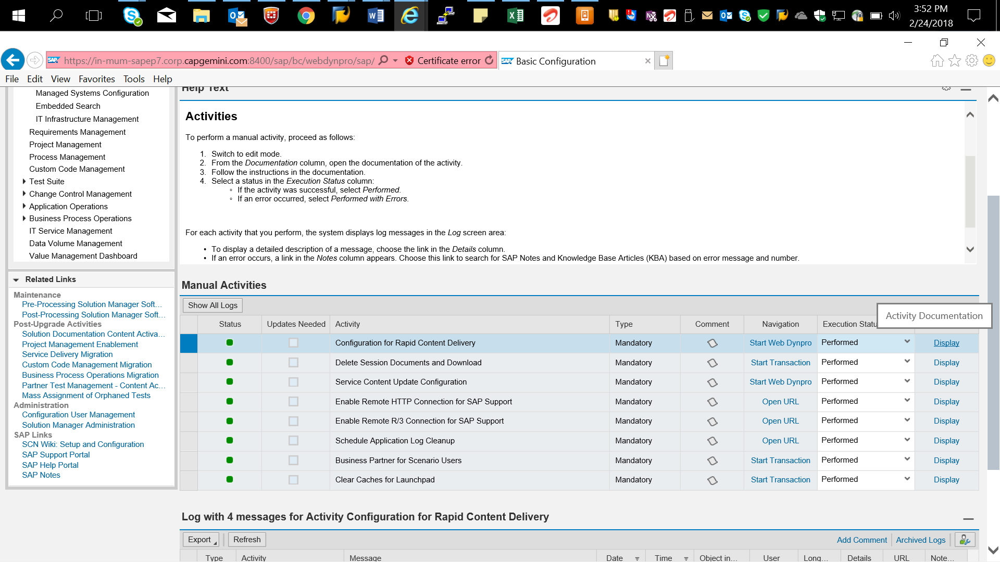 3:52 PM
2/24/2018
https://in-mum-sapep7.corp.capgemini.com:8400/sap/bc/webdynpro/sap/
Certificate error
Basic Configuration
File Edit View Favorites Tools Help
Managed Systems Configuration
Embedded Search
IT Infrastructure Management
Requirements Management
Project Management
Process Management
Custom Code Management
Test Suite
Change Control Management
Application Operations
Business Process Operations
IT Service Management
Data Volume Management
Value Management Dashboard
Related Links
Maintenance
Pre-Processing Solution Manager Soft...
Post-Processing Solution Manager Soft...
Post-Upgrade Activities
Solution Documentation Content Activa...
Project Management Enablement
Service Delivery Migration
Custom Code Management Migration
Business Process Operations Migration
Partner Test Management - Content Ac...
Mass Assignment of Orphaned Tests
Administration
Configuration User Management
Solution Manager Administration
SAP Links
SCN Wiki: Setup and Configuration
SAP Support Portal
SAP Help Portal
SAP Notes
Help Text
Activities
To perform a manual activity, proceed as follows:
1. Switch to edit mode.
2. From the Documentation column, open the documentation of the activity.
3. Follow the instructions in the documentation.
4. Select a status in the Execution Status column:
◦ If the activity was successful, select Performed.
◦ If an error occurred, select Performed with Errors.
For each activity that you perform, the system displays log messages in the Log screen area:
• To display a detailed description of a message, choose the link in the Details column.
• If an error occurs, a link in the Notes column appears. Choose this link to search for SAP Notes and Knowledge Base Articles (KBA) based on error message and number.
Manual Activities
Show All Logs
Activity Documentation
Status Updates Needed Activity Type Comment Navigation Execution Statu
Configuration for Rapid Content Delivery Mandatory Start Web Dynpro Performed Display
Delete Session Documents and Download Mandatory Start Transaction Performed Display
Service Content Update Configuration Mandatory Start Web Dynpro Performed Display
Enable Remote HTTP Connection for SAP Support Mandatory Open URL Performed Display
Enable Remote R/3 Connection for SAP Support Mandatory Open URL Performed Display
Schedule Application Log Cleanup Mandatory Open URL Performed Display
Business Partner for Scenario Users Mandatory Start Transaction Performed Display
Clear Caches for Launchpad Mandatory Start Transaction Performed Display
Log with 4 messages for Activity Configuration for Rapid Content Delivery
Export Refresh Add Comment Archived Logs
Type Activity Message Date Time Object in... User Long... Details URL Note...